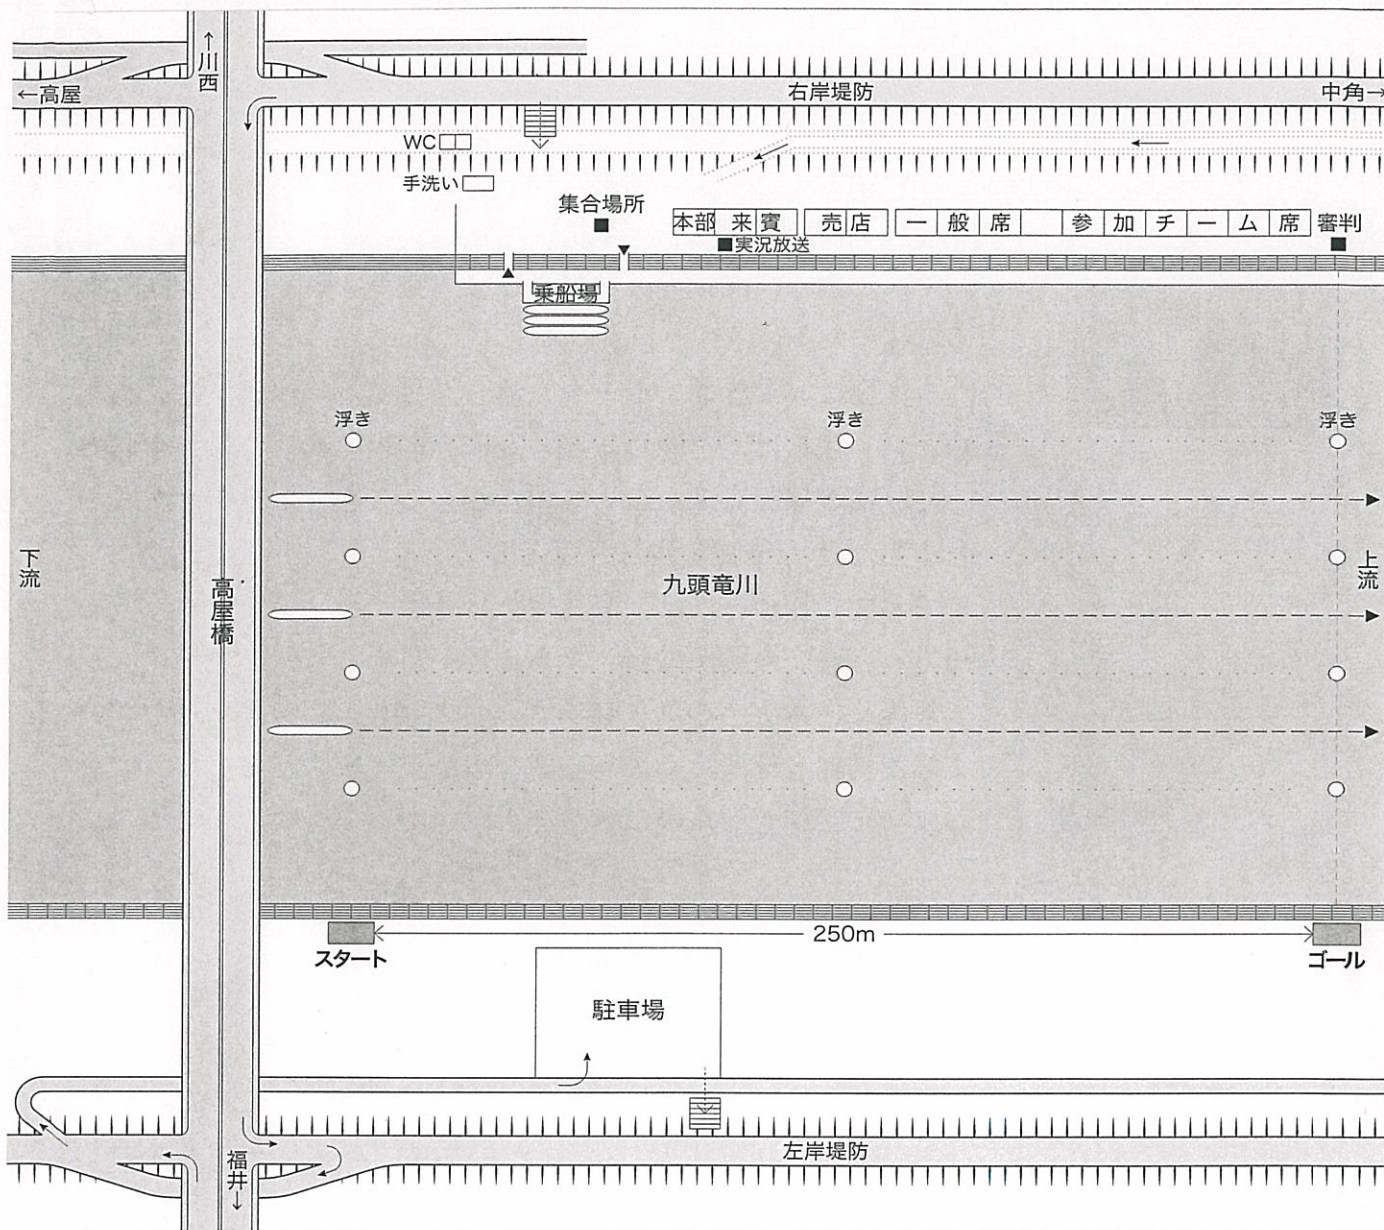 ↑川西
←高屋
右岸堤防
中角→
WC
手洗い
集合場所
本部 来賓 売店 一般席 参加チーム席 審判
実況放送
乗船場
浮き 浮き 浮き
下流
高屋橋
九頭竜川
上流
250m
スタート
ゴール
駐車場
左岸堤防
福井↓